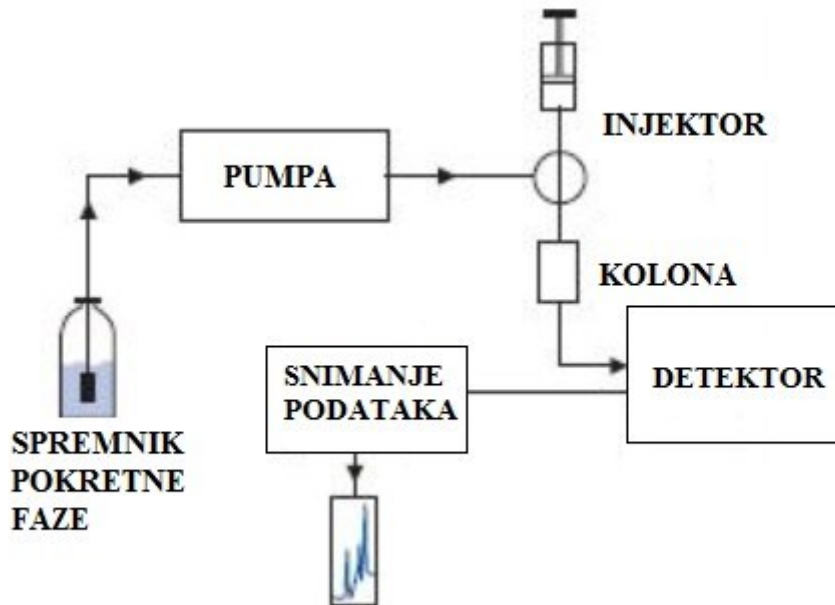 INJEKTOR
PUMPA
KOLONA
DETEKTOR
SNIMANJE
PODATAKA
SPREMNIK
POKRETNE
FAZE